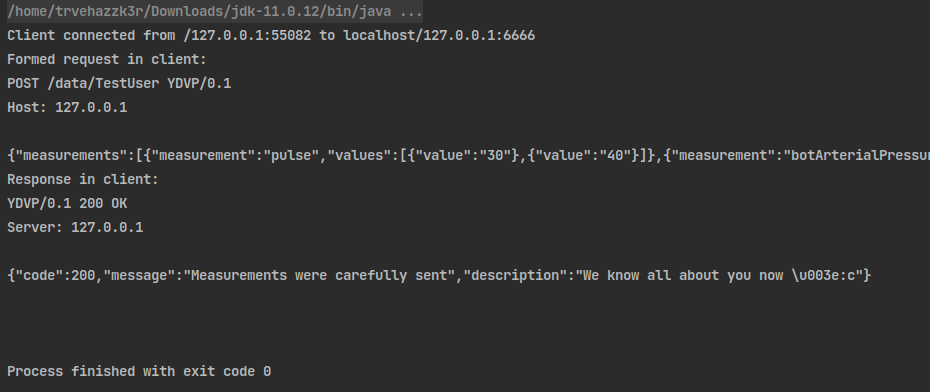 /home/trvehazzk3r/Downloads/jdk-11.0.12/bin/java ...
Client connected from /127.0.0.1:55082 to localhost/127.0.0.1:6666
Formed request in client:
POST /data/TestUser YDVP/0.1
Host: 127.0.0.1
{"measurements":[{"measurement":"pulse","values":[{"value":"30"},{"value":"40"}]},{"measurement":"botArterialPressur
Response in client:
YDVP/0.1 200 OK
Server: 127.0.0.1
{"code":200,"message":"Measurements were carefully sent","description":"We know all about you now \u003e:c"}
Process finished with exit code 0